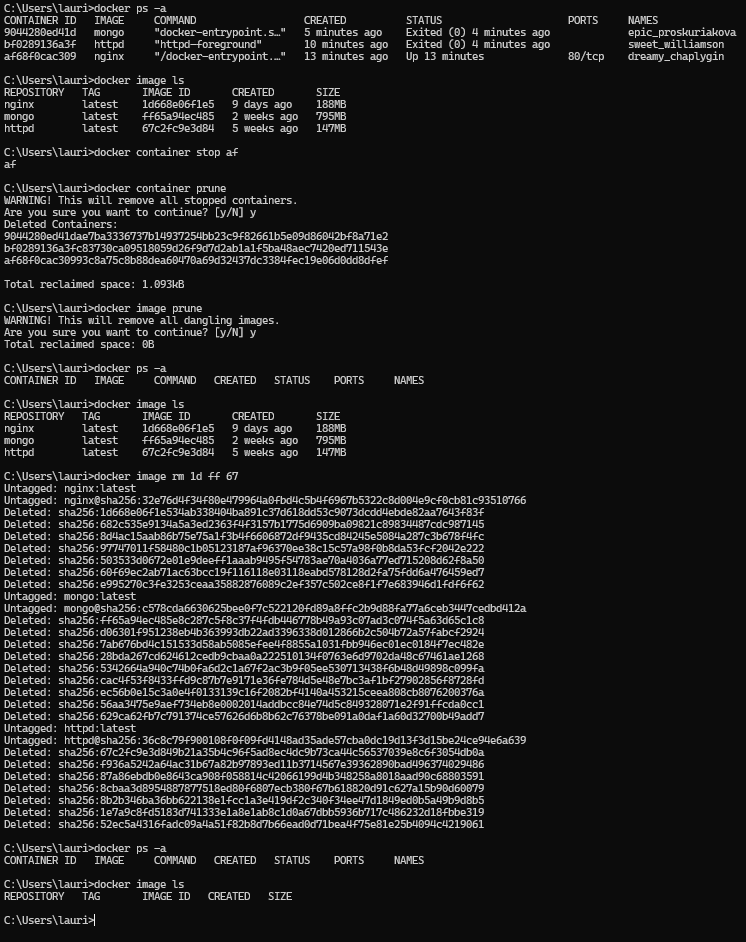 C:\Users\lauri>docker ps -a
CONTAINER ID   IMAGE     COMMAND                  CREATED          STATUS                     PORTS     NAMES
9044280ed41d   mongo     "docker-entrypoint.s…"   5 minutes ago    Exited (0) 4 minutes ago             epic_proskuriakova
bf0289136a3f   httpd     "httpd-foreground"       10 minutes ago   Exited (0) 4 minutes ago             sweet_williamson
af68f0cac309   nginx     "/docker-entrypoint.…"   13 minutes ago   Up 13 minutes              80/tcp    dreamy_chaplygin
C:\Users\lauri>docker image ls
REPOSITORY   TAG       IMAGE ID       CREATED       SIZE
nginx        latest    1d668e06f1e5   9 days ago    188MB
mongo        latest    ff65a94ec485   2 weeks ago   795MB
httpd        latest    67c2fc9e3d84   5 weeks ago   147MB
C:\Users\lauri>docker container stop af
af
C:\Users\lauri>docker container prune
WARNING! This will remove all stopped containers.
Are you sure you want to continue? [y/N] y
Deleted Containers:
9044280ed41dae7ba3336737b14937254bb23c9f82661b5e09d86042bf8a71e2
bf0289136a3fc83730ca09518059d26f9d7d2ab1a1f5ba48aec7420ed711543e
af68f0cac30993c8a75c8b88dea60470a69d32437dc3384fec19e06d0dd8dfef
Total reclaimed space: 1.093kB
C:\Users\lauri>docker image prune
WARNING! This will remove all dangling images.
Are you sure you want to continue? [y/N] y
Total reclaimed space: 0B
C:\Users\lauri>docker ps -a
CONTAINER ID   IMAGE     COMMAND   CREATED   STATUS    PORTS     NAMES
C:\Users\lauri>docker image ls
REPOSITORY   TAG       IMAGE ID       CREATED       SIZE
nginx        latest    1d668e06f1e5   9 days ago    188MB
mongo        latest    ff65a94ec485   2 weeks ago   795MB
httpd        latest    67c2fc9e3d84   5 weeks ago   147MB
C:\Users\lauri>docker image rm 1d ff 67
Untagged: nginx:latest
Untagged: nginx@sha256:32e76d4f34f80e479964a0fbd4c5b4f6967b5322c8d004e9cf0cb81c93510766
Deleted: sha256:1d668e06f1e534ab338404ba891c37d618dd53c9073dcdd4ebde82aa7643f83f
Deleted: sha256:682c535e9134a5a3ed2363f4f3157b1775d6909ba09821c89834487cdc987145
Deleted: sha256:8d4ac15aab86b75e75a1f3b4f6606872df9435cd84245e5084a287c3b678f4fc
Deleted: sha256:97747011f58480c1b05123187af96370ee38c15c57a98f0b8da53fcf2042e222
Deleted: sha256:503533d0672e01e9deeff1aaab9495f54783ae70a4036a77ed715208d62f8a50
Deleted: sha256:60f69ec2ab71ac63bcc19f116118e03118eabd578128d2fa75fdd6a476459ed7
Deleted: sha256:e995270c3fe3253ceaa35882876089c2ef357c502ce8f1f7e683946d1fdf6f62
Untagged: mongo:latest
Untagged: mongo@sha256:c578cda6630625bee0f7c522120fd89a8ffc2b9d88fa77a6ceb3447cedbd412a
Deleted: sha256:ff65a94ec485e8c287c5f8c37f4fdb446778b49a93c07ad3c074f5a63d65c1c8
Deleted: sha256:d06301f951238eb4b363993db22ad3396338d012866b2c504b72a57fabcf2924
Deleted: sha256:7ab676bd4c151533d58ab5085efee4f8855a1031fbb946ec01ec0184f7ec482e
Deleted: sha256:28bda267cd624612cedb9cbaa0a222510134f0763e6d9702da48c67461ae1268
Deleted: sha256:5342664a940c74b0fa6d2c1a67f2ac3b9f05ee530713438f6b48d49898c099fa
Deleted: sha256:cac4f53f8433ffd9c87b7e9171e36fe784d5e48e7bc3af1bf27902856f8728fd
Deleted: sha256:ec56b0e15c3a0e4f0133139c16f2082bf4140a453215ceea808cb8076200376a
Deleted: sha256:56aa3475e9aef734eb8e0002014addbcc84e74d5c849328071e2f91ffcda0cc1
Deleted: sha256:629ca62fb7c791374ce57626d6b8b62c76378be091a0daf1a60d32700b49add7
Untagged: httpd:latest
Untagged: httpd@sha256:36c8c79f900108f0f09fd4148ad35ade57cba0dc19d13f3d15be24ce94e6a639
Deleted: sha256:67c2fc9e3d849b21a35b4c96f5ad8ec4dc9b73ca44c56537039e8c6f3054db0a
Deleted: sha256:f936a5242a64ac31b67a82b97893ed11b3714567e39362890bad496374029486
Deleted: sha256:87a86ebdb0e8643ca908f058814c42066199d4b348258a8018aad90c68803591
Deleted: sha256:8cbaa3d8954887877518ed80f6807ecb380f67b618820d91c627a15b90d60079
Deleted: sha256:8b2b346ba36bb622138e1fcc1a3e419df2c340f34ee47d1849ed0b5a49b9d8b5
Deleted: sha256:1e7a9c8fd5183d741333e1a8e1ab8c1d0a67dbb5936b717c486232d18fbbe319
Deleted: sha256:52ec5a4316fadc09a4a51f82b8d7b66ead0d71bea4f75e81e25b4094c4219061
C:\Users\lauri>docker ps -a
CONTAINER ID   IMAGE     COMMAND   CREATED   STATUS    PORTS     NAMES
C:\Users\lauri>docker image ls
REPOSITORY   TAG       IMAGE ID   CREATED   SIZE
C:\Users\lauri>